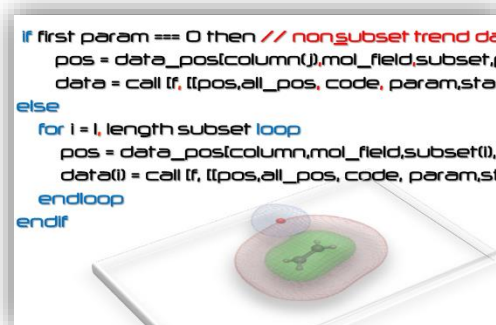 if first param === 0 then // nonsubset trend da
pos = data_pos[column(j),mol_field,subset,p
data = call [f, [[pos,all_pos, code, param,sta
else
for i = 1, length subset loop
pos = data_pos[column,mol_field,subset(i),
data(i) = call [f, [[pos,all_pos, code, param,st
endloop
endif